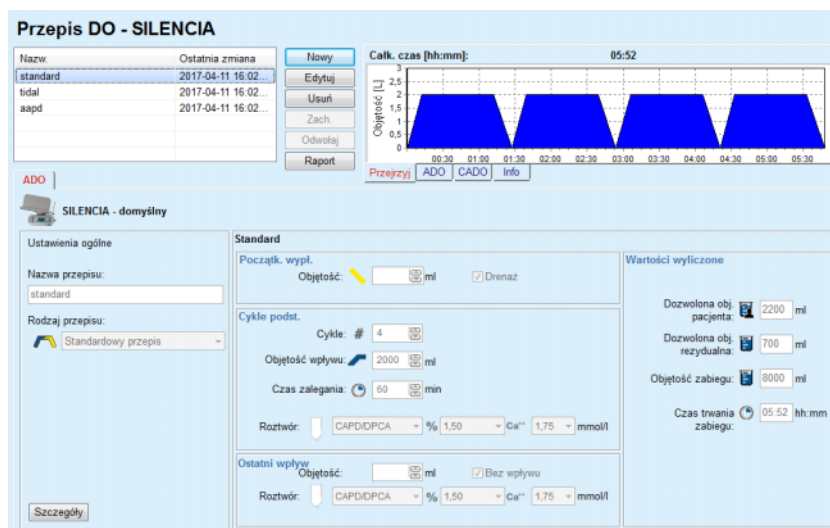 Przepis DO - SILENCIA
Nazw. Ostatnia zmiana
standard 2017-04-11 16:02...
tidal 2017-04-11 16:02...
aapd 2017-04-11 16:02...
Nowy
Edytuj
Usuń
Zach.
Odwołaj
Raport
Całk. czas [hh:mm]: 05:52
Objętość [L]
3
2,5
2
1,5
1
0,5
0
00:30 01:00 01:30 02:00 02:30 03:00 03:30 04:00 04:30 05:00 05:30
Przejrzyj ADO CADO Info
ADO
SILENCIA - domyślny
Ustawienia ogólne
Nazwa przepisu:
standard
Rodzaj przepisu:
Standardowy przepis
Szczegóły
Standard
Początk. wypł.
Objętość: ml Drenaż
Cykle podst.
Cykle: # 4
Objętość wpływu: 2000 ml
Czas zalegania: 60 min
Roztwór: CAPD/DPCA % 1,50 Ca++ 1,75 mmol/l
Ostatni wpływ
Objętość: ml Bez wpływu
Roztwór: CAPD/DPCA % 1,50 Ca++ 1,75 mmol/l
Wartości wyliczone
Dozwolona obj. pacjenta: 2200 ml
Dozwolona obj. rezydualna: 700 ml
Objętość zabiegu: 8000 ml
Czas trwania zabiegu: 05:52 hh:mm